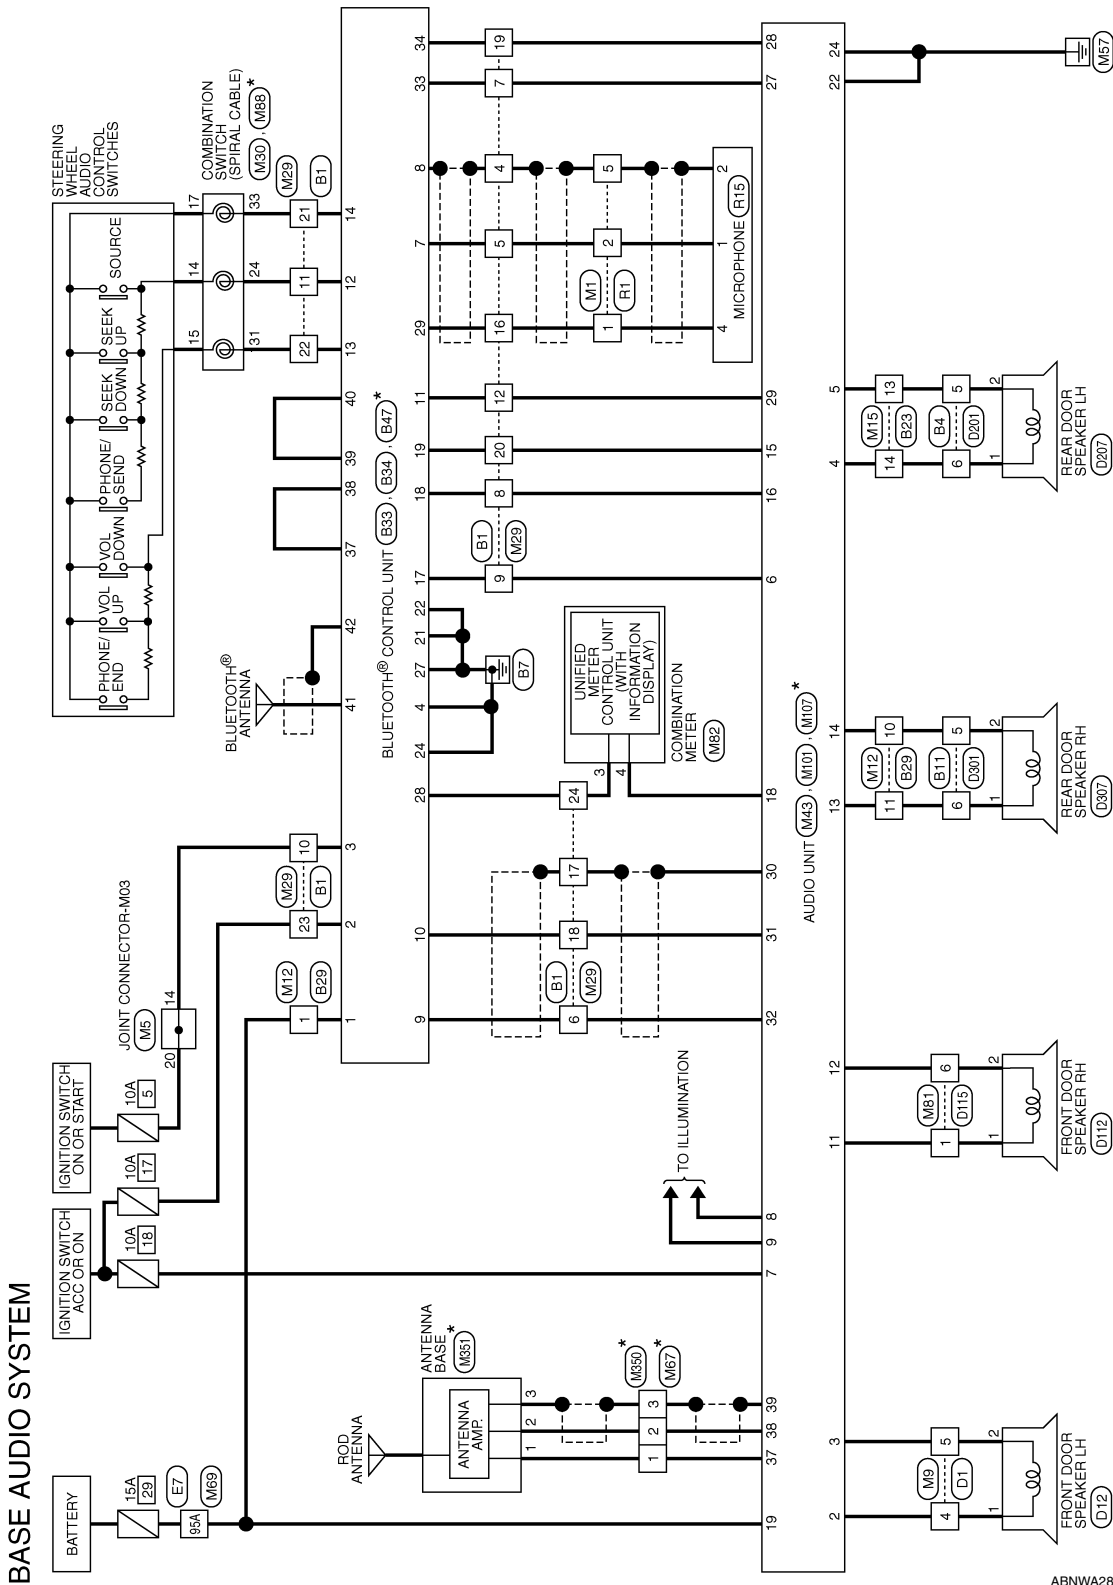 BASE AUDIO SYSTEM
BATTERY
15A
29
E7
95A
M69
IGNITION SWITCH
ACC OR ON
10A
18
10A
17
IGNITION SWITCH
ON OR START
10A
5
JOINT CONNECTOR-M03
M5
20
14
STEERING
WHEEL
AUDIO
CONTROL
SWITCHES
PHONE/
END
VOL
UP
VOL
DOWN
PHONE/
SEND
SEEK
DOWN
SEEK
UP
SOURCE
15
14
17
COMBINATION
SWITCH
(SPIRAL CABLE)
M30 , M88 *
31
24
33
M29
22
11
21
B1
M12
1
B29
M29
23
10
B1
BLUETOOTH®
ANTENNA
1
2
3
41
42
37
38
39
40
13
12
14
BLUETOOTH® CONTROL UNIT B33 , B34 , B47 *
9
10
28
24
4
27
21
22
17
18
19
11
29
7
8
33
34
B7
ROD
ANTENNA
ANTENNA
BASE *
M351
ANTENNA
AMP.
1
2
3
M350 *
1
2
3
M67 *
TO ILLUMINATION
B1
6
18
17
24
M29
UNIFIED
METER
CONTROL UNIT
(WITH
INFORMATION
DISPLAY)
3
4
COMBINATION
METER
M82
B1
9
8
20
12
16
5
4
7
19
M29
M1
1
2
5
R1
4
1
2
MICROPHONE R15
19
37
38
39
7
9
8
32
31
30
18
6
16
15
29
27
28
AUDIO UNIT M43 , M101 , M107 *
2
3
11
12
13
14
4
5
22
24
M57
M9
4
5
D1
1
2
FRONT DOOR
SPEAKER LH
D12
M81
1
6
D115
1
2
FRONT DOOR
SPEAKER RH
D112
M12
11
10
B29
B11
6
5
D301
1
2
REAR DOOR
SPEAKER RH
D307
M15
14
13
B23
B4
6
5
D201
1
2
REAR DOOR
SPEAKER LH
D207
ABNWA28